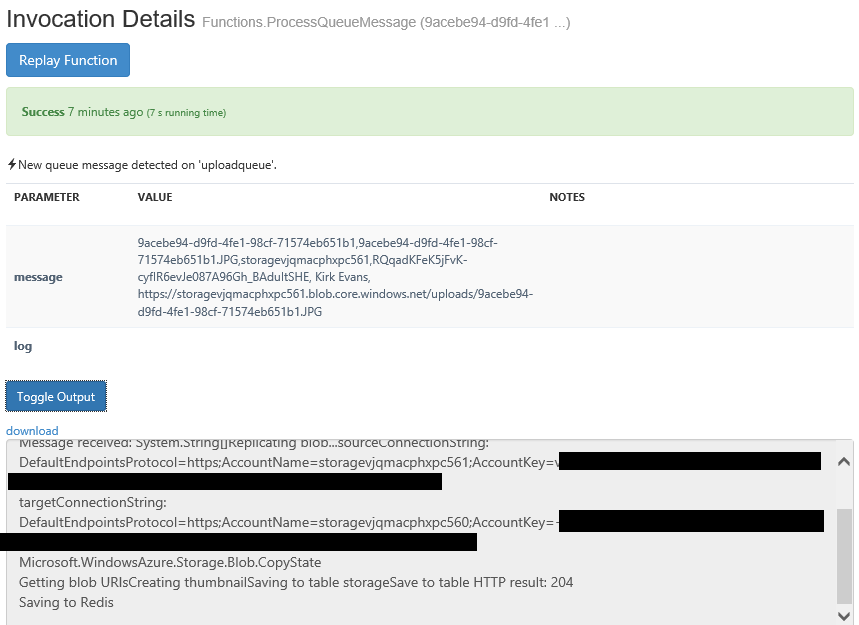 Invocation Details Functions.ProcessQueueMessage (9acebe94-d9fd-4fe1 ...)
Replay Function
Success 7 minutes ago (7 s running time)
New queue message detected on 'uploadqueue'.
PARAMETER VALUE NOTES
9acebe94-d9fd-4fe1-98cf-71574eb651b1,9acebe94-d9fd-4fe1-98cf-
71574eb651b1.JPG,storagevjqmacphxpc561,RQqadKFeK5jFvK-
message cyflR6evJe087A96Gh_BAdultSHE, Kirk Evans,
https://storagevjqmacphxpc561.blob.core.windows.net/uploads/9acebe94-
d9fd-4fe1-98cf-71574eb651b1.JPG
log
Toggle Output
download
Message received: System.String[]Replicating blob...sourceConnectionString:
DefaultEndpointsProtocol=https;AccountName=storagevjqmacphxpc561;AccountKey=
targetConnectionString:
DefaultEndpointsProtocol=https;AccountName=storagevjqmacphxpc560;AccountKey=
Microsoft.WindowsAzure.Storage.Blob.CopyState
Getting blob URIsCreating thumbnailSaving to table storageSave to table HTTP result: 204
Saving to Redis